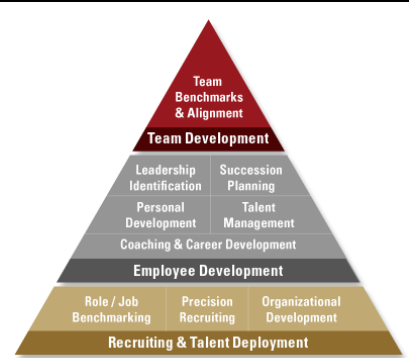 Team
Benchmarks
& Alignment
Team Development
Leadership
Identification
Succession
Planning
Personal
Development
Talent
Management
Coaching & Career Development
Employee Development
Role / Job
Benchmarking
Precision
Recruiting
Organizational
Development
Recruiting & Talent Deployment